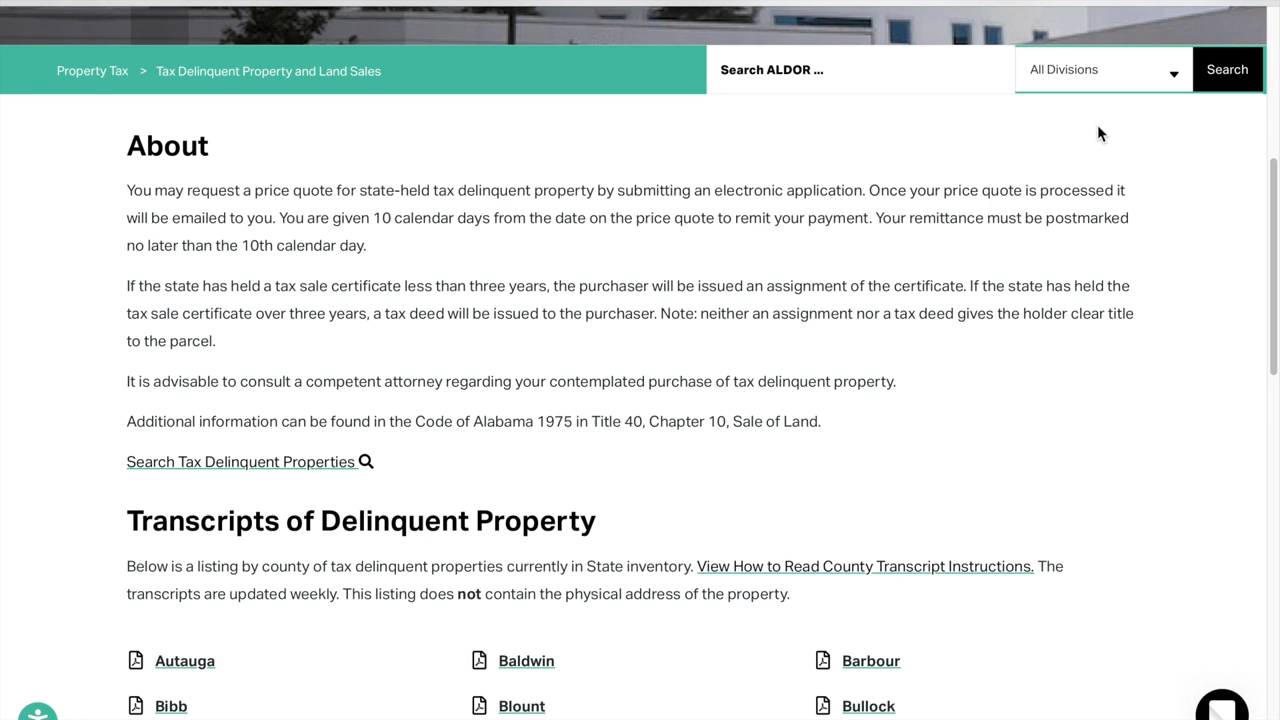 Property Tax > Tax Delinquent Property and Land Sales
Search ALDOR ...
All Divisions
Search
About
You may request a price quote for state-held tax delinquent property by submitting an electronic application. Once your price quote is processed it
will be emailed to you. You are given 10 calendar days from the date on the price quote to remit your payment. Your remittance must be postmarked
no later than the 10th calendar day.
If the state has held a tax sale certificate less than three years, the purchaser will be issued an assignment of the certificate. If the state has held the
tax sale certificate over three years, a tax deed will be issued to the purchaser. Note: neither an assignment nor a tax deed gives the holder clear title
to the parcel.
It is advisable to consult a competent attorney regarding your contemplated purchase of tax delinquent property.
Additional information can be found in the Code of Alabama 1975 in Title 40, Chapter 10, Sale of Land.
Search Tax Delinquent Properties
Transcripts of Delinquent Property
Below is a listing by county of tax delinquent properties currently in State inventory. View How to Read County Transcript Instructions. The
transcripts are updated weekly. This listing does not contain the physical address of the property.
Autauga
Baldwin
Barbour
Bibb
Blount
Bullock